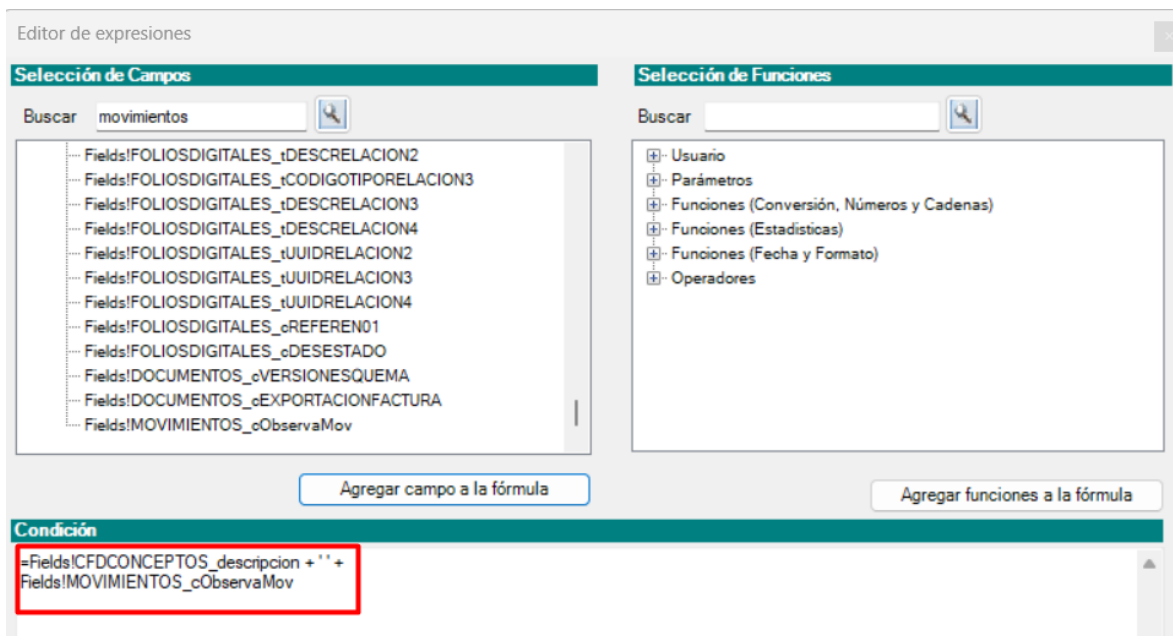 Editor de expresiones
Selección de Campos
Buscar movimientos
Fields!FOLIOSDIGITALES_tDESCRELACION2
Fields!FOLIOSDIGITALES_tCODIGOTIPORELACION3
Fields!FOLIOSDIGITALES_tDESCRELACION3
Fields!FOLIOSDIGITALES_tDESCRELACION4
Fields!FOLIOSDIGITALES_tUUIDRELACION2
Fields!FOLIOSDIGITALES_tUUIDRELACION3
Fields!FOLIOSDIGITALES_tUUIDRELACION4
Fields!FOLIOSDIGITALES_cREFEREN01
Fields!FOLIOSDIGITALES_cDESESTADO
Fields!DOCUMENTOS_cVERSIONESQUEMA
Fields!DOCUMENTOS_cEXPORTACIONFACTURA
Fields!MOVIMIENTOS_cObservaMov
Agregar campo a la fórmula
Selección de Funciones
Buscar
Usuario
Parámetros
Funciones (Conversión, Números y Cadenas)
Funciones (Estadisticas)
Funciones (Fecha y Formato)
Operadores
Agregar funciones a la fórmula
Condición
=Fields!CFDCONCEPTOS_descripcion + ' ' +
Fields!MOVIMIENTOS_cObservaMov